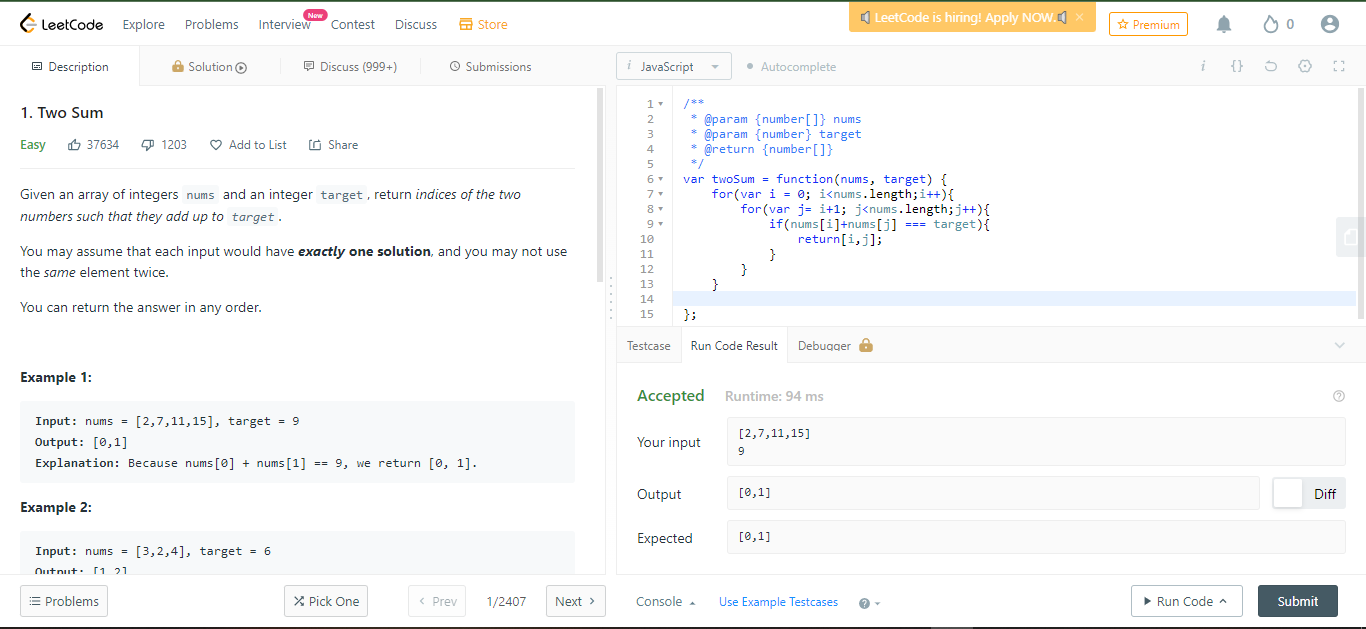 LeetCode Explore Problems Interview New Contest Discuss Store LeetCode is hiring! Apply NOW. × Premium 0
Description Solution Discuss (999+) Submissions
1. Two Sum
Easy 37634 1203 Add to List Share
Given an array of integers nums and an integer target, return indices of the two
numbers such that they add up to target.
You may assume that each input would have exactly one solution, and you may not use
the same element twice.
You can return the answer in any order.
Example 1:
Input: nums = [2,7,11,15], target = 9
Output: [0,1]
Explanation: Because nums[0] + nums[1] == 9, we return [0, 1].
Example 2:
Input: nums = [3,2,4], target = 6
Output: [1,2]
Problems Pick One < Prev 1/2407 Next >
i JavaScript Autocomplete i {}
1 /**
2 * @param {number[]} nums
3 * @param {number} target
4 * @return {number[]}
5 */
6 var twoSum = function(nums, target) {
7 for(var i = 0; i<nums.length;i++){
8 for(var j= i+1; j<nums.length;j++){
9 if(nums[i]+nums[j] === target){
10 return[i,j];
11 }
12 }
13 }
14
15 };
Testcase Run Code Result Debugger
Accepted Runtime: 94 ms
Your input
[2,7,11,15]
9
Output [0,1] Diff
Expected [0,1]
Console Use Example Testcases Run Code Submit